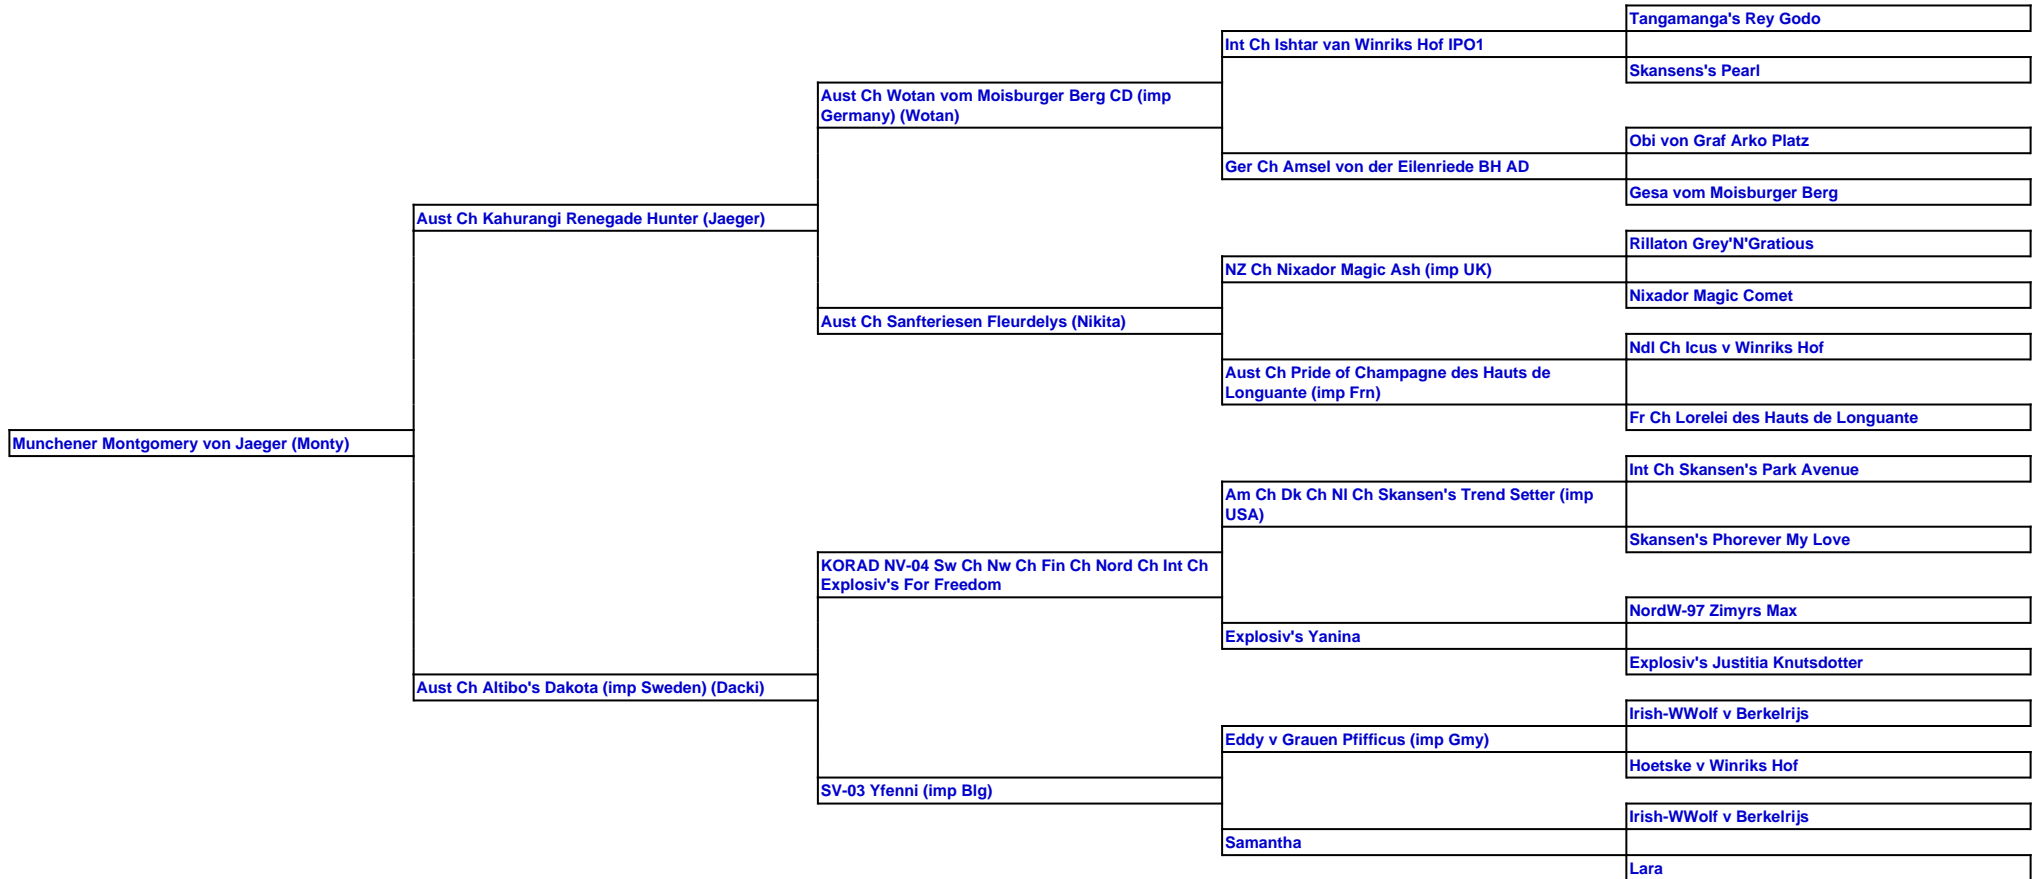 Tangamanga's Rey Godo
Int Ch Ishtar van Winriks Hof IPO1
Skansens's Pearl
Aust Ch Wotan vom Moisburger Berg CD (imp
Germany) (Wotan)
Obi von Graf Arko Platz
Ger Ch Amsel von der Eilenriede BH AD
Gesa vom Moisburger Berg
Aust Ch Kahurangi Renegade Hunter (Jaeger)
Rillaton Grey'N'Gratious
NZ Ch Nixador Magic Ash (imp UK)
Nixador Magic Comet
Aust Ch Sanfteriesen Fleurdelys (Nikita)
Ndl Ch Icus v Winriks Hof
Aust Ch Pride of Champagne des Hauts de
Longuante (imp Frn)
Fr Ch Lorelei des Hauts de Longuante
Munchener Montgomery von Jaeger (Monty)
Int Ch Skansen's Park Avenue
Am Ch Dk Ch Nl Ch Skansen's Trend Setter (imp
USA)
Skansen's Phorever My Love
KORAD NV-04 Sw Ch Nw Ch Fin Ch Nord Ch Int Ch
Explosiv's For Freedom
NordW-97 Zimyrs Max
Explosiv's Yanina
Explosiv's Justitia Knutsdotter
Aust Ch Altibo's Dakota (imp Sweden) (Dacki)
Irish-WWolf v Berkelrijs
Eddy v Grauen Pfifficus (imp Gmy)
Hoetske v Winriks Hof
SV-03 Yfenni (imp Blg)
Irish-WWolf v Berkelrijs
Samantha
Lara